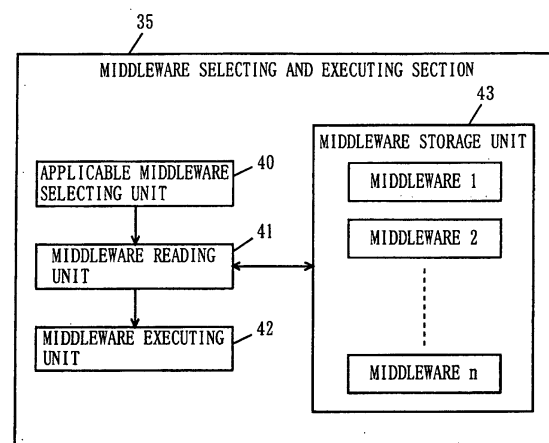 35
MIDDLEWARE SELECTING AND EXECUTING SECTION
43
MIDDLEWARE STORAGE UNIT
40
APPLICABLE MIDDLEWARE
SELECTING UNIT
MIDDLEWARE 1
41
MIDDLEWARE READING
UNIT
MIDDLEWARE 2
42
MIDDLEWARE EXECUTING
UNIT
MIDDLEWARE n